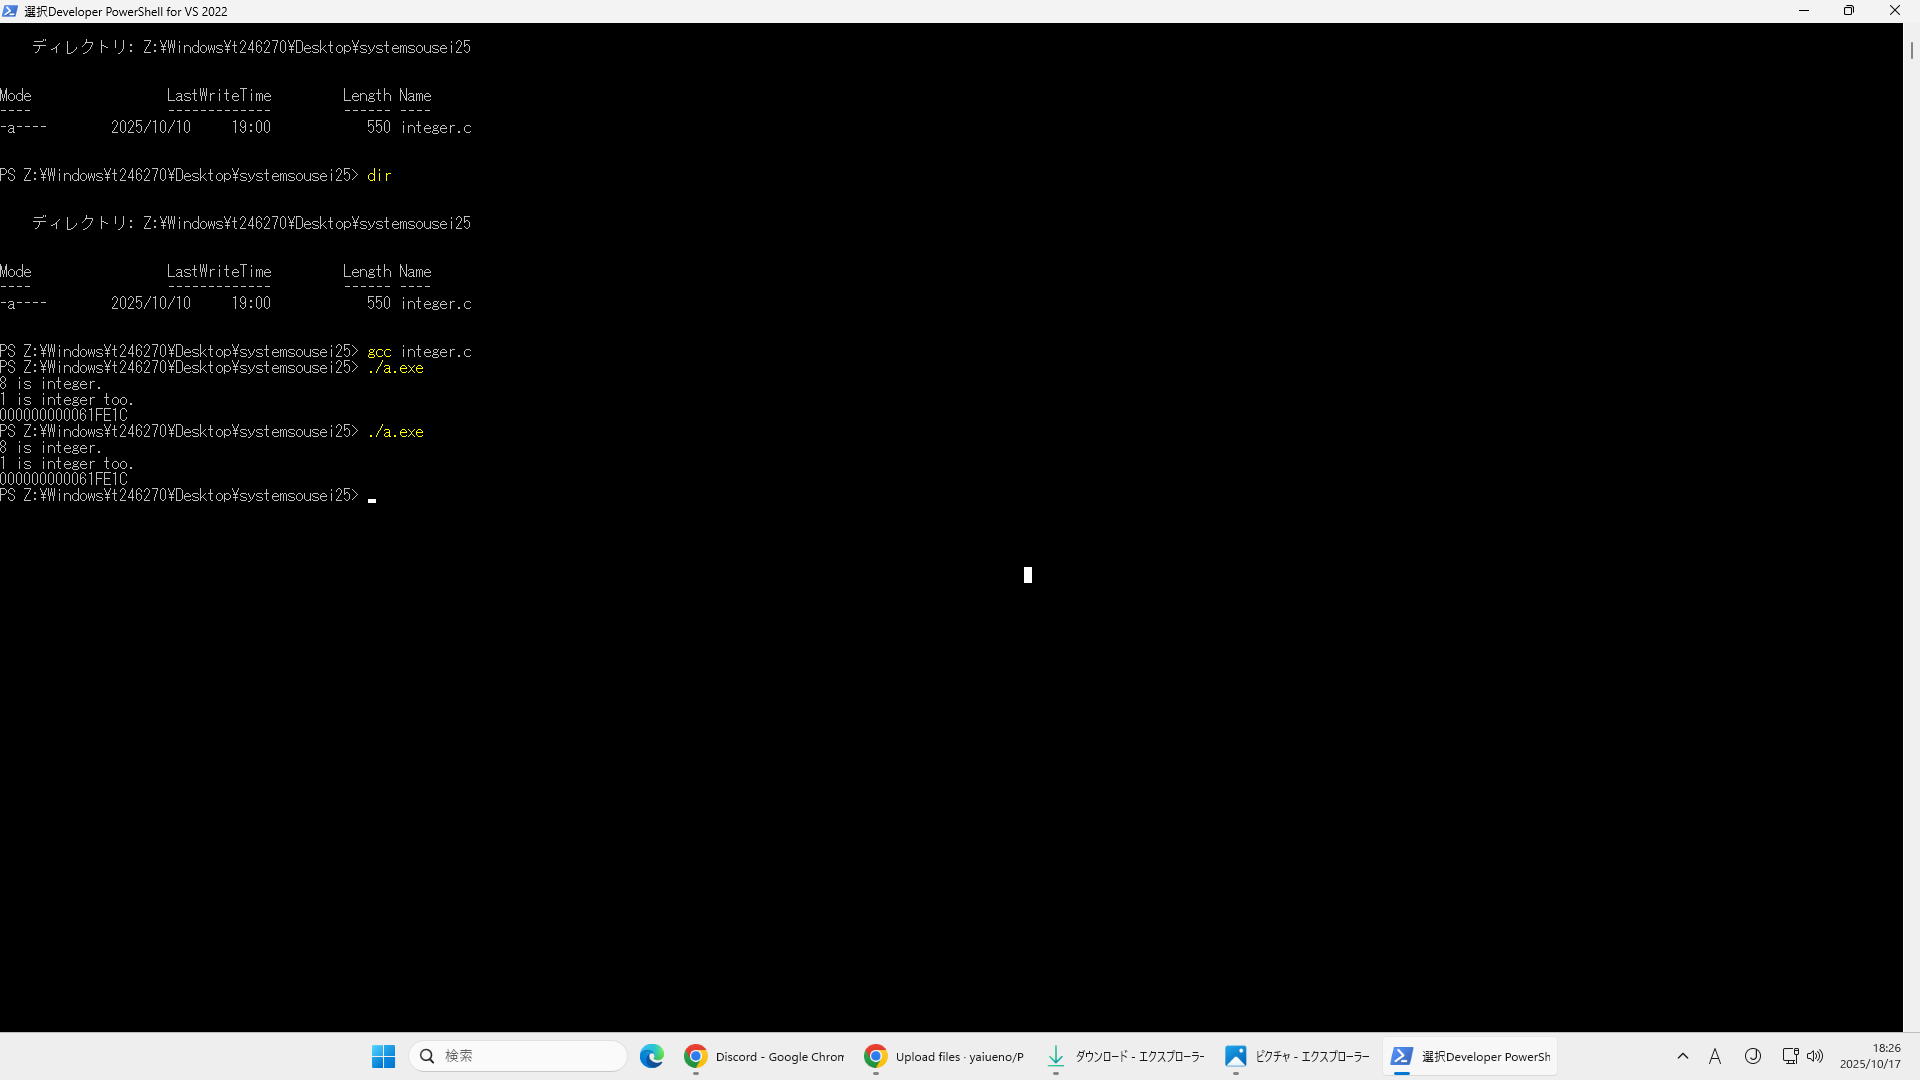 選択Developer PowerShell for VS 2022
ディレクトリ: Z:¥Windows¥t246270¥Desktop¥systemsousei25
Mode LastWriteTime Length Name
---- ------------- ------ ----
-a---- 2025/10/10 19:00 550 integer.c
PS Z:¥Windows¥t246270¥Desktop¥systemsousei25> dir
ディレクトリ: Z:¥Windows¥t246270¥Desktop¥systemsousei25
Mode LastWriteTime Length Name
---- ------------- ------ ----
-a---- 2025/10/10 19:00 550 integer.c
PS Z:¥Windows¥t246270¥Desktop¥systemsousei25> gcc integer.c
PS Z:¥Windows¥t246270¥Desktop¥systemsousei25> ./a.exe
8 is integer.
1 is integer too.
000000000061FE1C
PS Z:¥Windows¥t246270¥Desktop¥systemsousei25> ./a.exe
8 is integer.
1 is integer too.
000000000061FE1C
PS Z:¥Windows¥t246270¥Desktop¥systemsousei25>
検索
Discord - Google Chrom
Upload files · yaiueno/P
ダウンロード - エクスプローラー
ピクチャ - エクスプローラー
選択Developer PowerSh
A
18:26
2025/10/17